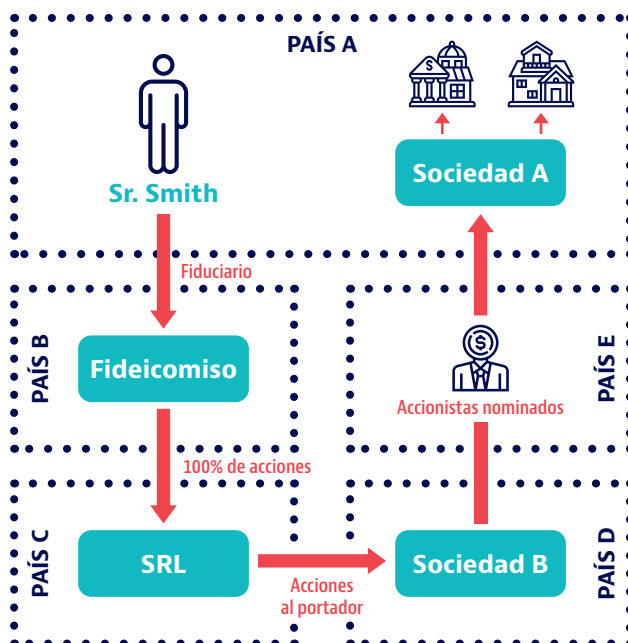 PAÍS A
$
Sr. Smith
Sociedad A
Fiduciario
PAÍS B
Fideicomiso
100% de acciones
PAÍS C
SRL
Acciones
al portador
Sociedad B
PAÍS D
$
Accionistas nominados
PAÍS E